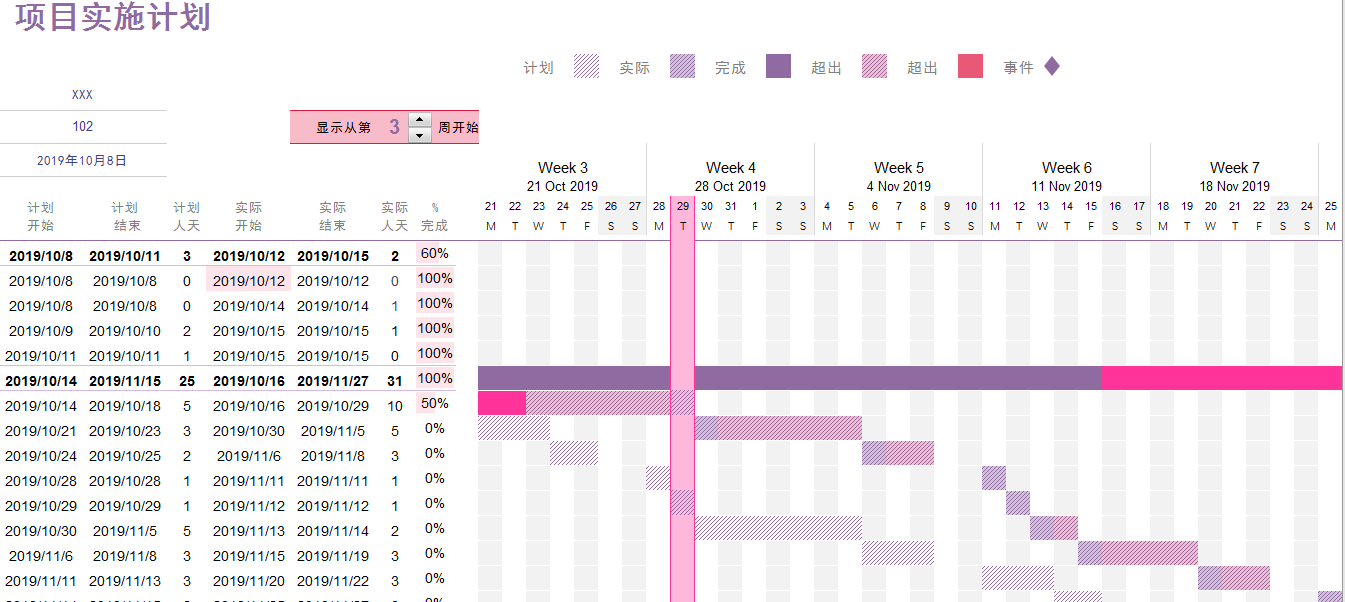 项目实施计划
计划 实际 完成 超出 超出 事件
XXX
102
显示从第 3 周开始
2019年10月8日
Week 3 Week 4 Week 5 Week 6 Week 7
21 Oct 2019 28 Oct 2019 4 Nov 2019 11 Nov 2019 18 Nov 2019
计划 计划 计划 实际 实际 实际 % 21 22 23 24 25 26 27 28 29 30 31 1 2 3 4 5 6 7 8 9 10 11 12 13 14 15 16 17 18 19 20 21 22 23 24 25
开始 结束 人天 开始 结束 人天 完成 M T W T F S S M T W T F S S M T W T F S S M T W T F S S M T W T F S S M
2019/10/8 2019/10/11 3 2019/10/12 2019/10/15 2 60%
2019/10/8 2019/10/8 0 2019/10/12 2019/10/12 0 100%
2019/10/8 2019/10/8 0 2019/10/14 2019/10/14 1 100%
2019/10/9 2019/10/10 2 2019/10/15 2019/10/15 1 100%
2019/10/11 2019/10/11 1 2019/10/15 2019/10/15 0 100%
2019/10/14 2019/11/15 25 2019/10/16 2019/11/27 31 100%
2019/10/14 2019/10/18 5 2019/10/16 2019/10/29 10 50%
2019/10/21 2019/10/23 3 2019/10/30 2019/11/5 5 0%
2019/10/24 2019/10/25 2 2019/11/6 2019/11/8 3 0%
2019/10/28 2019/10/28 1 2019/11/11 2019/11/11 1 0%
2019/10/29 2019/10/29 1 2019/11/12 2019/11/12 1 0%
2019/10/30 2019/11/5 5 2019/11/13 2019/11/14 2 0%
2019/11/6 2019/11/8 3 2019/11/15 2019/11/19 3 0%
2019/11/11 2019/11/13 3 2019/11/20 2019/11/22 3 0%